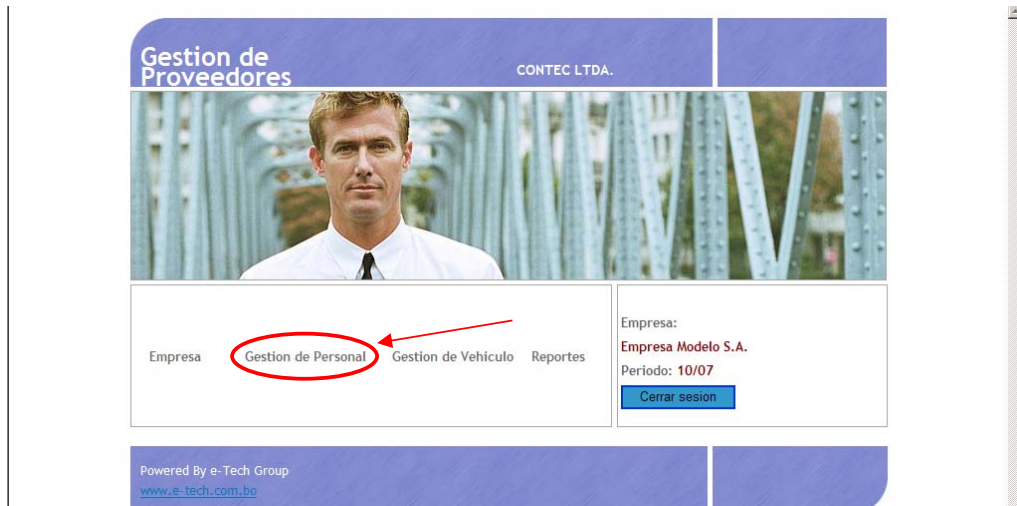 Gestion de
Proveedores
CONTEC LTDA.
Empresa
Gestion de Personal
Gestion de Vehiculo
Reportes
Empresa:
Empresa Modelo S.A.
Periodo: 10/07
Cerrar sesion
Powered By e-Tech Group
www.e-tech.com.bo